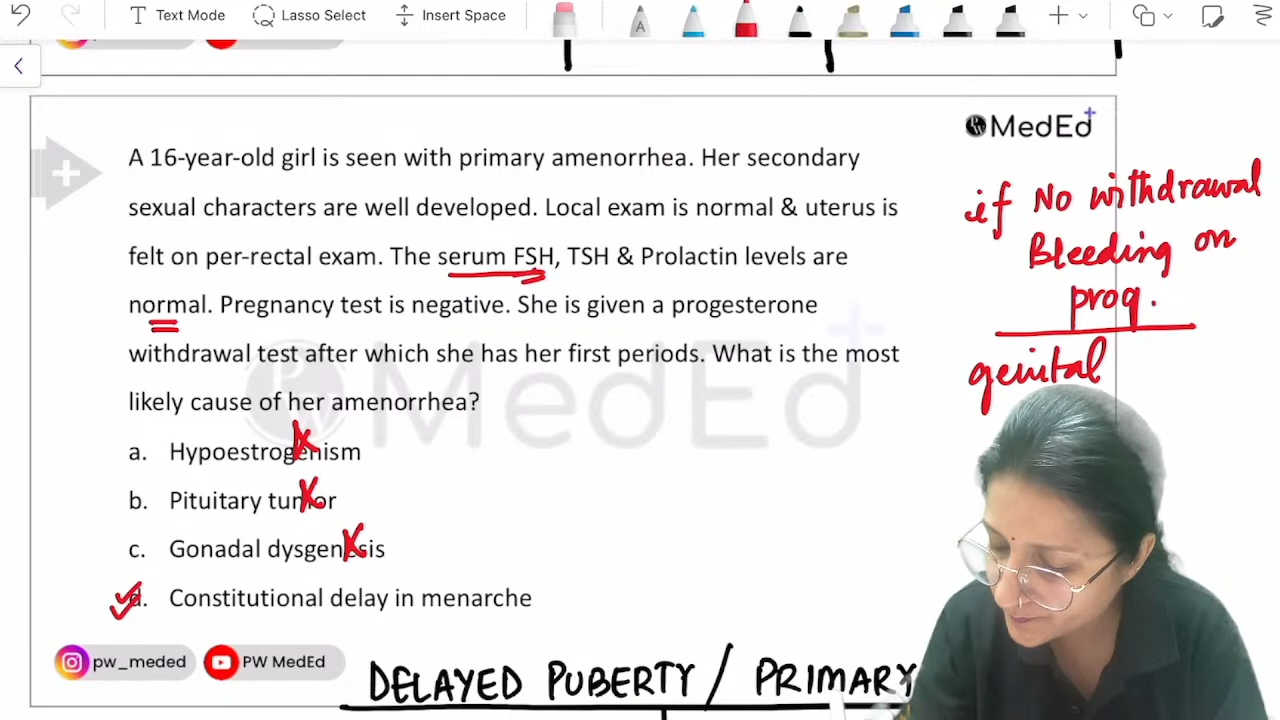 Text Mode Lasso Select Insert Space
MedEd
A 16-year-old girl is seen with primary amenorrhea. Her secondary
sexual characters are well developed. Local exam is normal & uterus is
felt on per-rectal exam. The serum FSH, TSH & Prolactin levels are
normal. Pregnancy test is negative. She is given a progesterone
withdrawal test after which she has her first periods. What is the most
likely cause of her amenorrhea?
a. Hypoestrogenism
b. Pituitary tumor
c. Gonadal dysgenesis
d. Constitutional delay in menarche
if No withdrawal
Bleeding on
prog.
genital
MedEd
pw_meded PW MedEd
DELAYED PUBERTY / PRIMARY